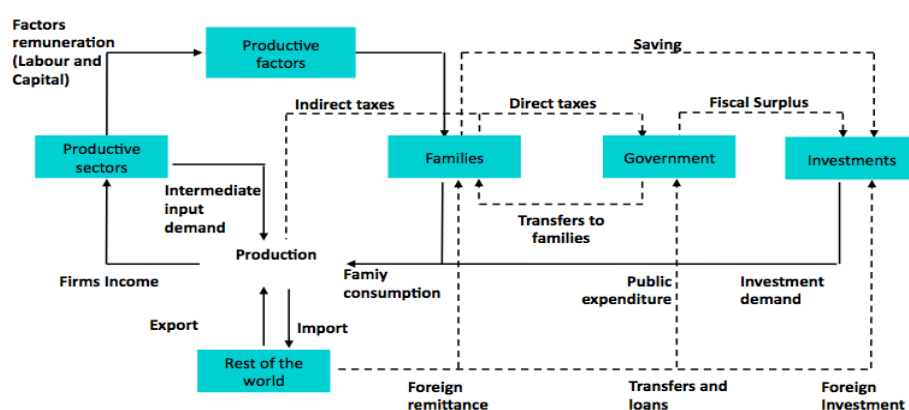 Factors
remuneration
(Labour and
Capital)
Productive
factors
Saving
Indirect taxes
Direct taxes
Fiscal Surplus
Productive
sectors
Families
Government
Investments
Intermediate
input
demand
Transfers to
families
Production
Firms Income
Famiy
consumption
Public
expenditure
Investment
demand
Export
Import
Rest of the
world
Foreign
remittance
Transfers and
loans
Foreign
Investment